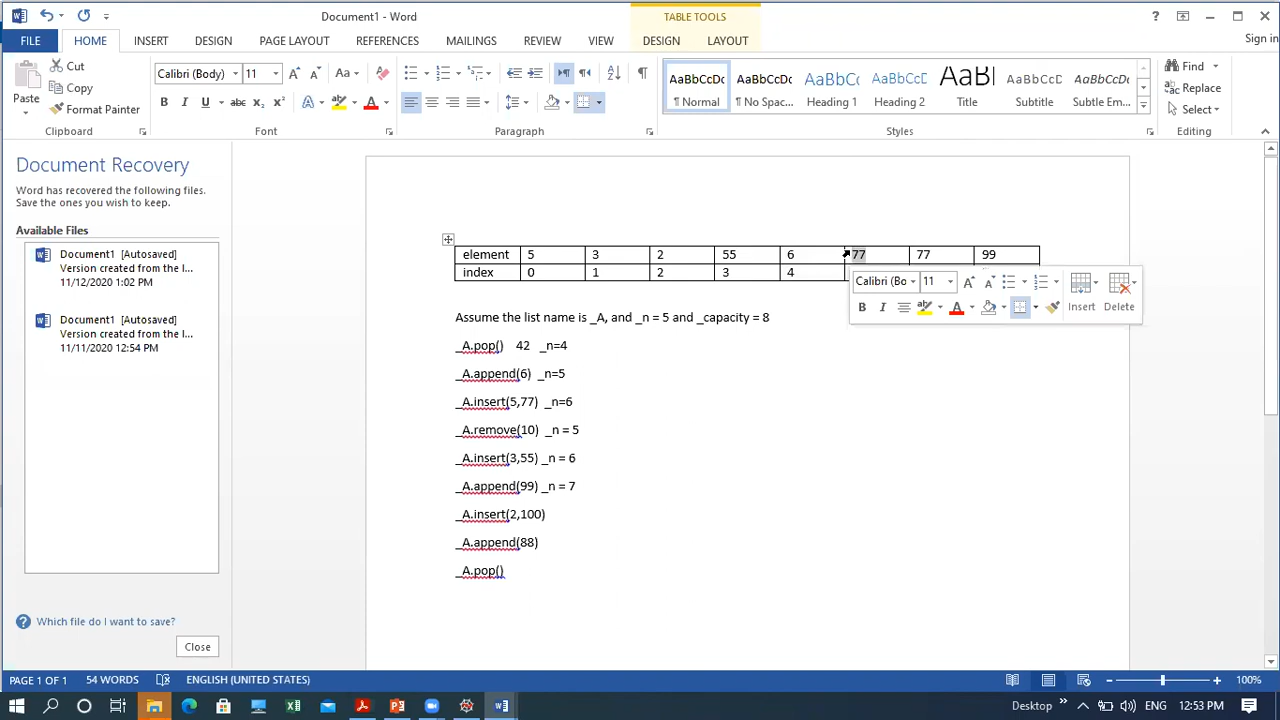 Document1 - Word
TABLE TOOLS
?
FILE
HOME
INSERT
DESIGN
PAGE LAYOUT
REFERENCES
MAILINGS
REVIEW
VIEW
DESIGN
LAYOUT
Sign in
Paste
Cut
Copy
Format Painter
Clipboard
Calibri (Body)
11
Font
Paragraph
AaBbCcDc
¶ Normal
AaBbCcDc
¶ No Spac...
AaBbCc
Heading 1
AaBbCcC
Heading 2
AaBl
Title
AaBbCcC
Subtitle
AaBbCcDc
Subtle Em...
Styles
Find
Replace
Select
Editing
Document Recovery
Word has recovered the following files.
Save the ones you wish to keep.
Available Files
Document1 [Autosaved]
Version created from the l...
11/12/2020 1:02 PM
Document1 [Autosaved]
Version created from the l...
11/11/2020 12:54 PM
Which file do I want to save?
Close
element 5 3 2 55 6 77 77 99
index 0 1 2 3 4
Calibri (Bo 11
Insert
Delete
Assume the list name is _A, and _n = 5 and _capacity = 8
_A.pop() 42 _n=4
_A.append(6) _n=5
_A.insert(5,77) _n=6
_A.remove(10) _n = 5
_A.insert(3,55) _n = 6
_A.append(99) _n = 7
_A.insert(2,100)
_A.append(88)
_A.pop()
PAGE 1 OF 1
54 WORDS
ENGLISH (UNITED STATES)
100%
Desktop
12:53 PM